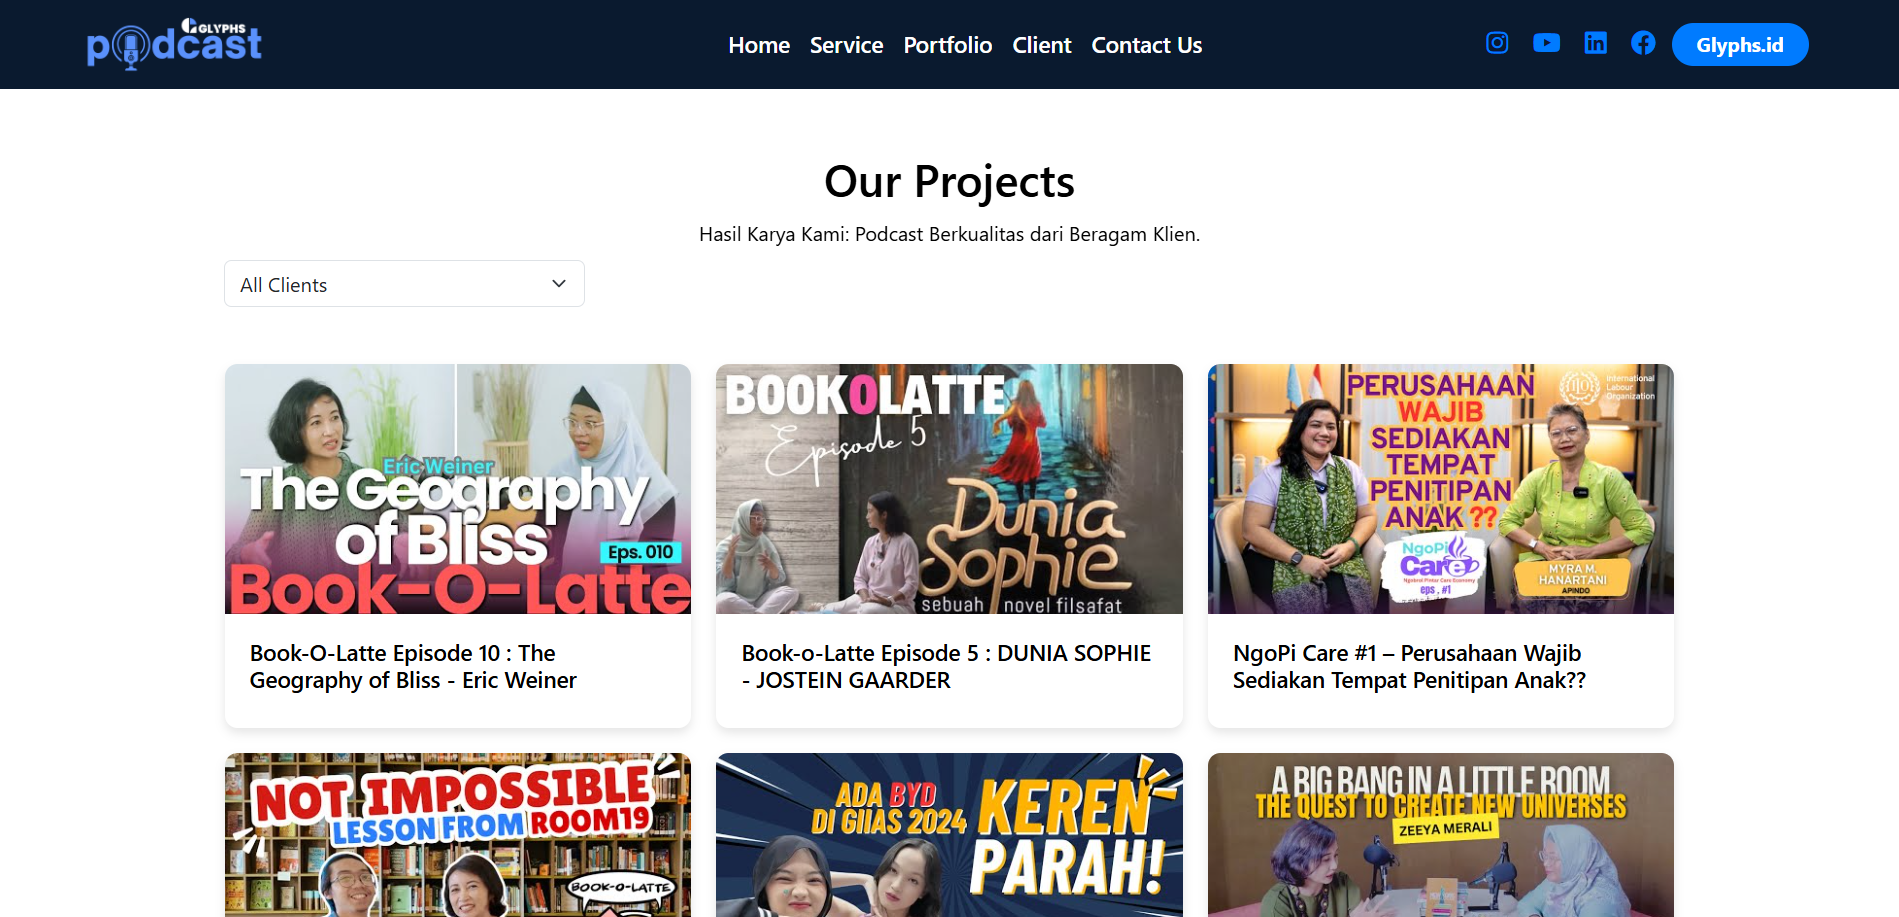 GLYPHS
podcast
Home
Service
Portfolio
Client
Contact Us
Glyphs.id
Our Projects
Hasil Karya Kami: Podcast Berkualitas dari Beragam Klien.
All Clients
Eric Weiner
The Geography
of Bliss
Eps. 010
Book-O-Latte
Book-O-Latte Episode 10 : The
Geography of Bliss - Eric Weiner
BOOKOLATTE
Episode 5
Dunia
Sophie
sebuah novel filsafat
Book-o-Latte Episode 5 : DUNIA SOPHIE
- JOSTEIN GAARDER
PERUSAHAAN
WAJIB
SEDIAKAN
TEMPAT
PENITIPAN
ANAK ??
International
Labour
Organization
NgoPi
Care
Ngobrol Pintar Care Economy
eps . #1
MYRA M.
HANARTANI
APINDO
NgoPi Care #1 – Perusahaan Wajib
Sediakan Tempat Penitipan Anak??
NOT IMPOSSIBLE
LESSON FROM ROOM19
BOOK-O-LATTE
ADA BYD
DI GIIAS 2024
KEREN
PARAH!
A BIG BANG IN A LITTLE ROOM
THE QUEST TO CREATE NEW UNIVERSES
ZEEYA MERALI